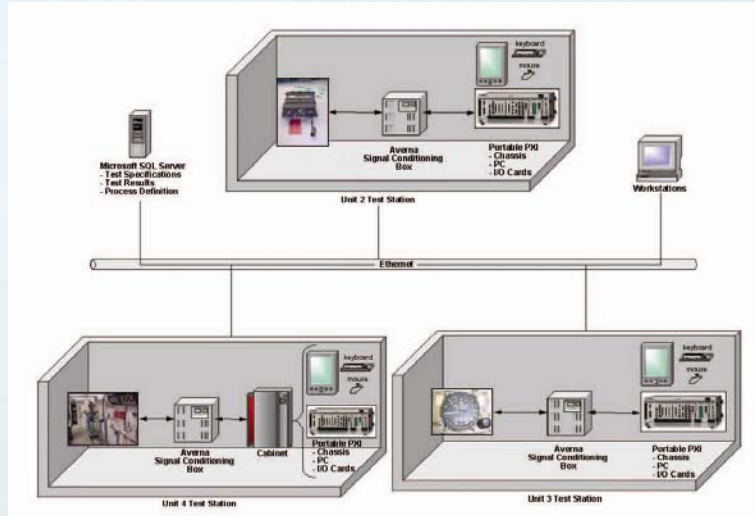 keyboard
mouse
Microsoft SQL Server
- Test Specifications
- Test Results
- Process Definition
Averna
Signal Conditioning
Box
Portable PXI
- Chassis
- PC
- I/O Cards
Workstations
Unit 2 Test Station
Ethernet
keyboard
mouse
Averna
Signal Conditioning
Box
Cabinet
Portable PXI
- Chassis
- PC
- I/O Cards
Unit 4 Test Station
keyboard
mouse
Averna
Signal Conditioning
Box
Portable PXI
- Chassis
- PC
- I/O Cards
Unit 3 Test Station